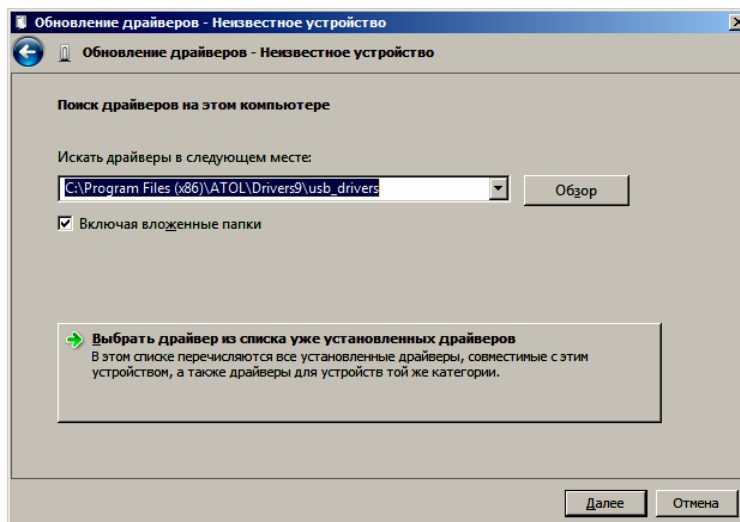 Обновление драйверов - Неизвестное устройство
Обновление драйверов - Неизвестное устройство
Поиск драйверов на этом компьютере
Искать драйверы в следующем месте:
C:\Program Files (x86)\ATOL\Drivers9\usb_drivers
Обзор
Включая вложенные папки
Выбрать драйвер из списка уже установленных драйверов
В этом списке перечисляются все установленные драйверы, совместимые с этим
устройством, а также драйверы для устройств той же категории.
Далее
Отмена